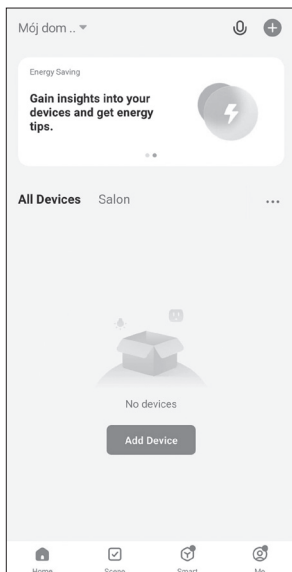 Mój dom ..
Energy Saving
Gain insights into your
devices and get energy
tips.
All Devices Salon
No devices
Add Device
Home Scene Smart Me